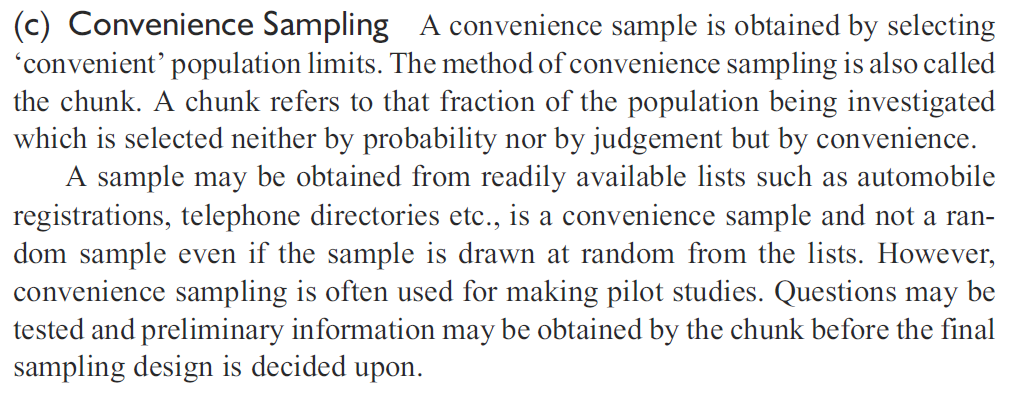 (c) Convenience Sampling A convenience sample is obtained by selecting
‘convenient’ population limits. The method of convenience sampling is also called
the chunk. A chunk refers to that fraction of the population being investigated
which is selected neither by probability nor by judgement but by convenience.
A sample may be obtained from readily available lists such as automobile
registrations, telephone directories etc., is a convenience sample and not a ran-
dom sample even if the sample is drawn at random from the lists. However,
convenience sampling is often used for making pilot studies. Questions may be
tested and preliminary information may be obtained by the chunk before the final
sampling design is decided upon.